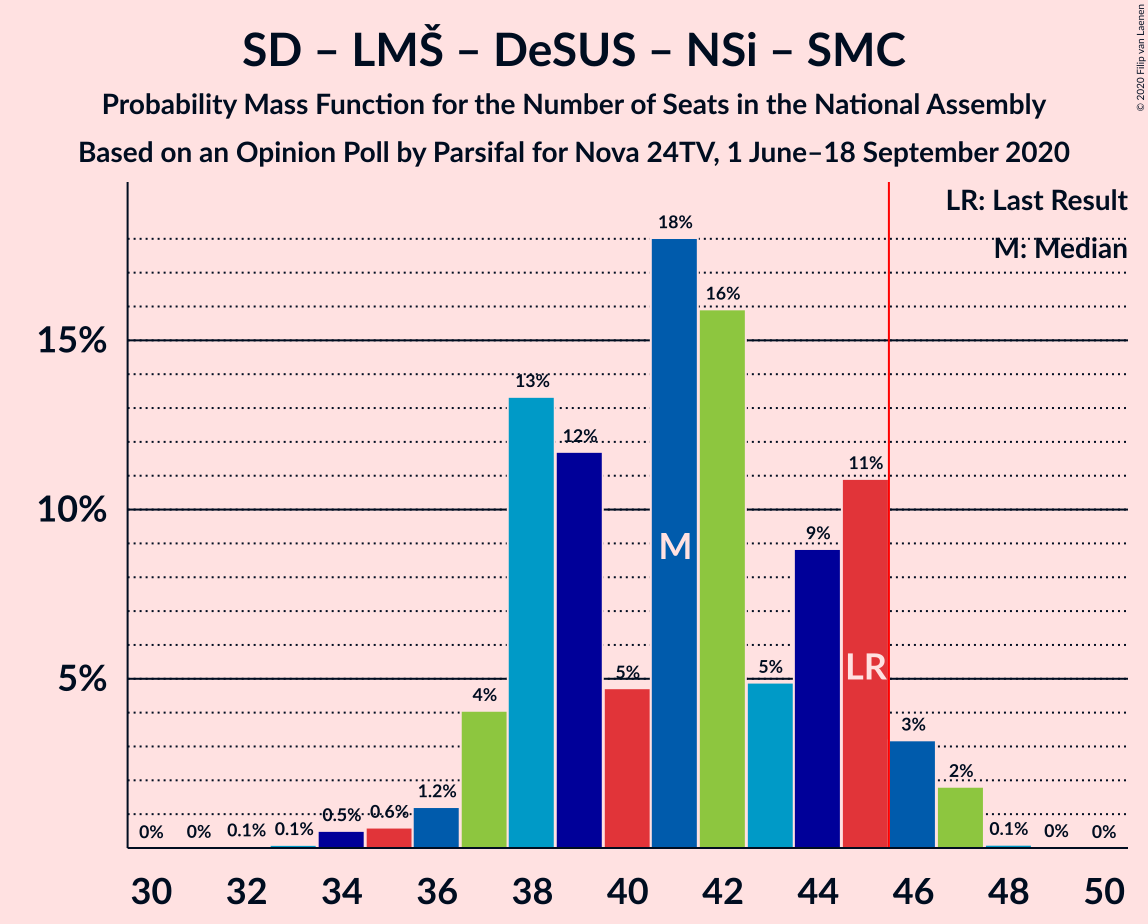 SD – LMŠ – DeSUS – NSi – SMC
Probability Mass Function for the Number of Seats in the National Assembly
Based on an Opinion Poll by Parsifal for Nova 24TV, 1 June–18 September 2020
© 2020 Filip van Laenen
LR: Last Result
M: Median
15%
10%
5%
0%
0%
0.1%
0.1%
0.5%
0.6%
1.2%
4%
13%
12%
5%
18%
16%
5%
9%
11%
3%
2%
0.1%
0%
0%
M
LR
30 32 34 36 38 40 42 44 46 48 50